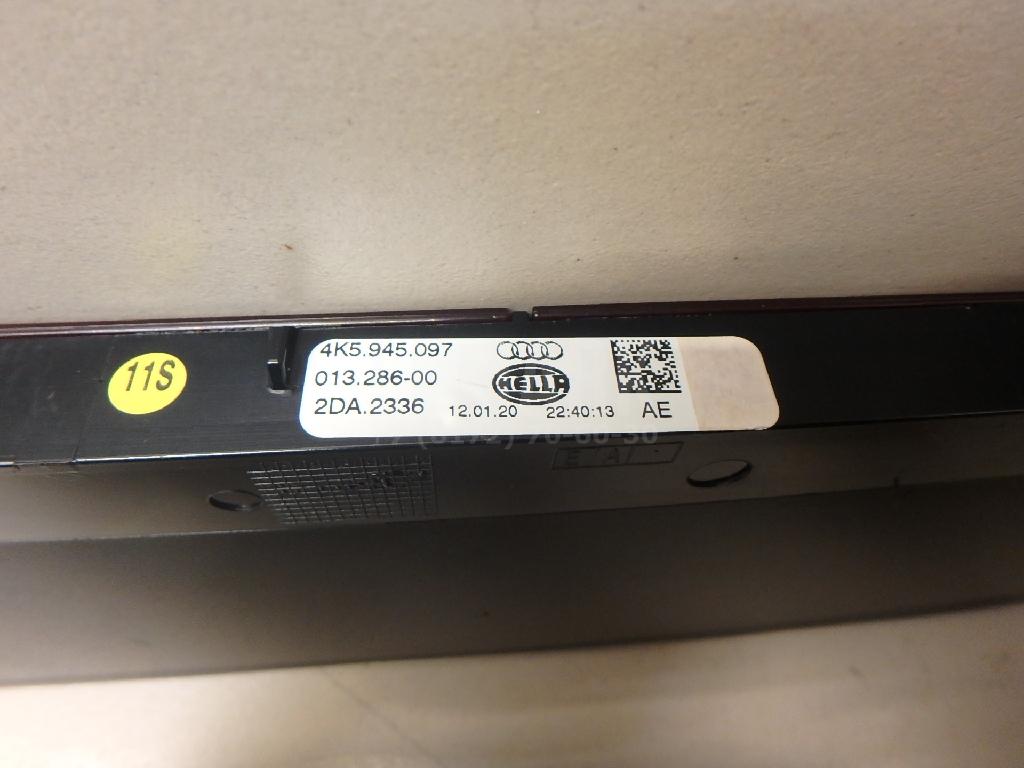 11S
4K5.945.097
013.286-00
2DA.2336
HELLA
12.01.20 22:40:13 AE
E A